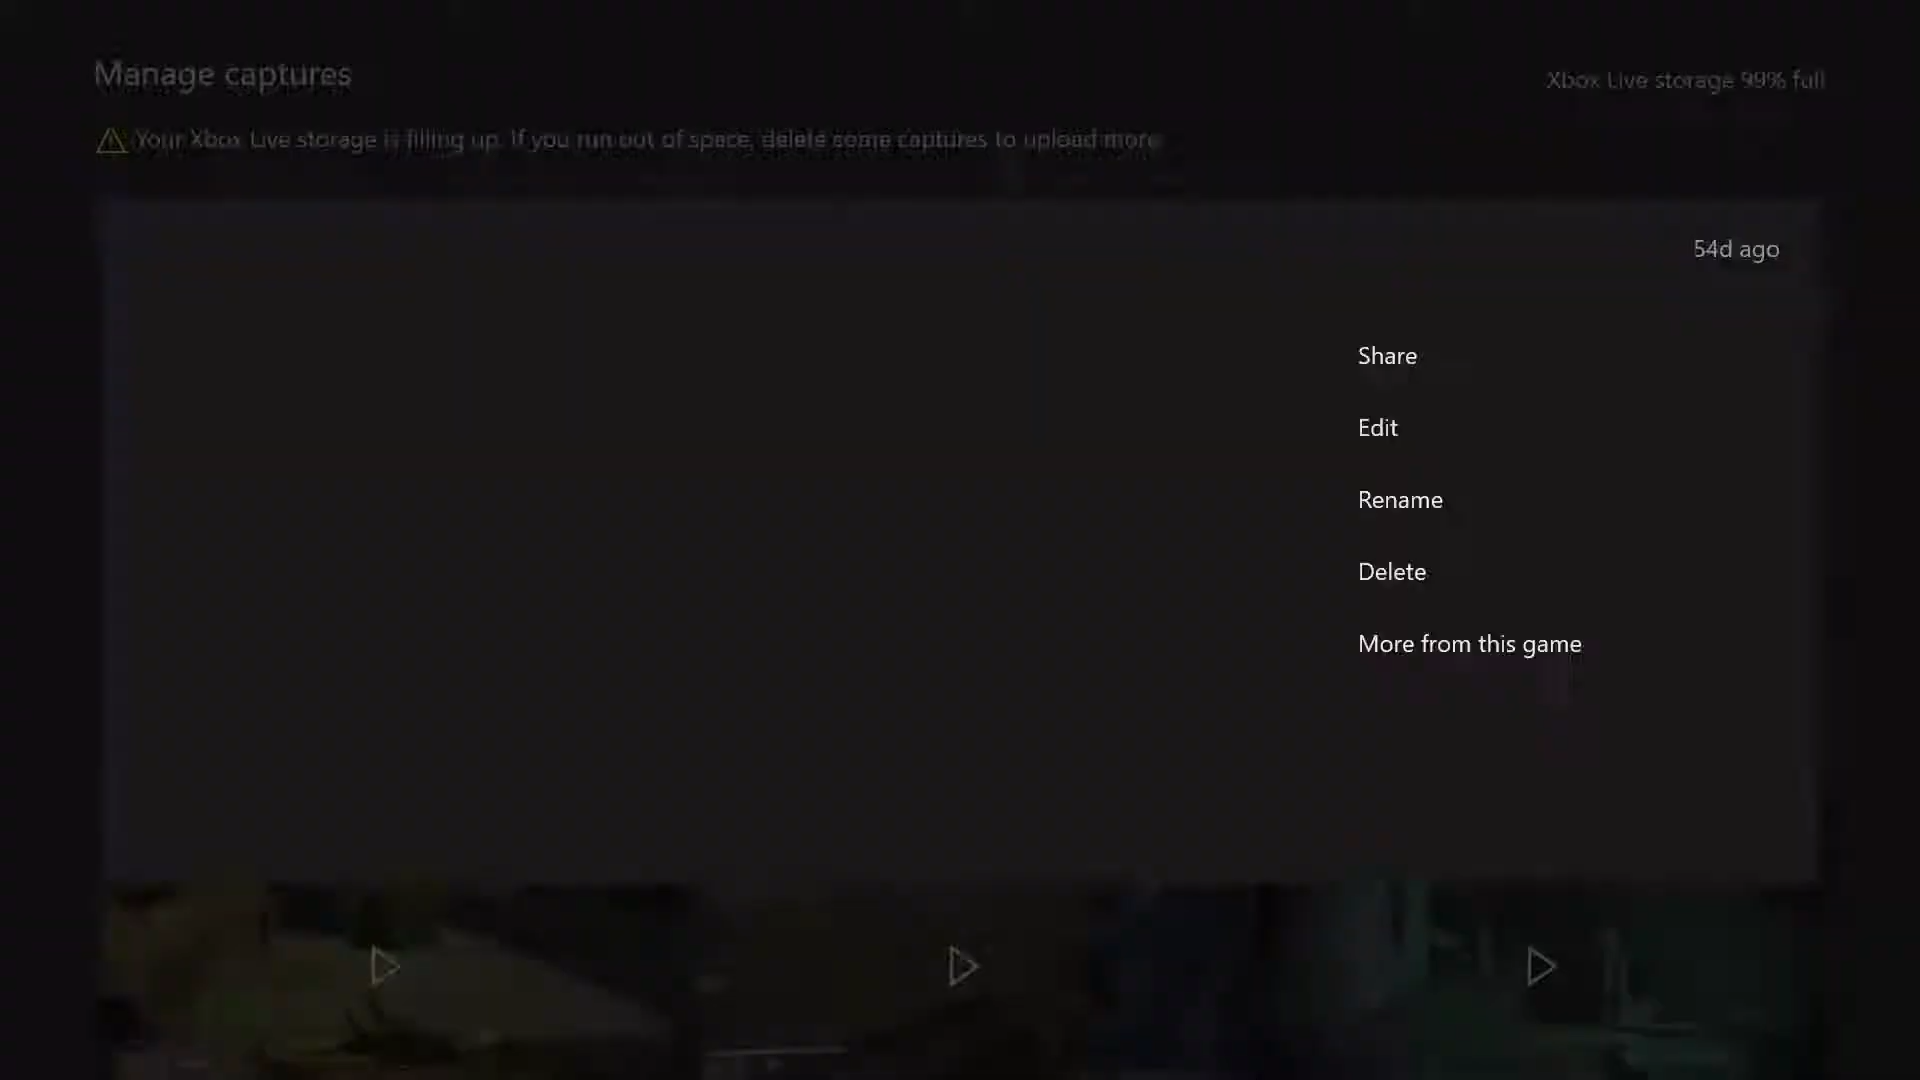 Manage captures
Xbox Live storage 99% full
Your Xbox Live storage is filling up. If you run out of space, delete some captures to upload more.
54d ago
Share
Edit
Rename
Delete
More from this game